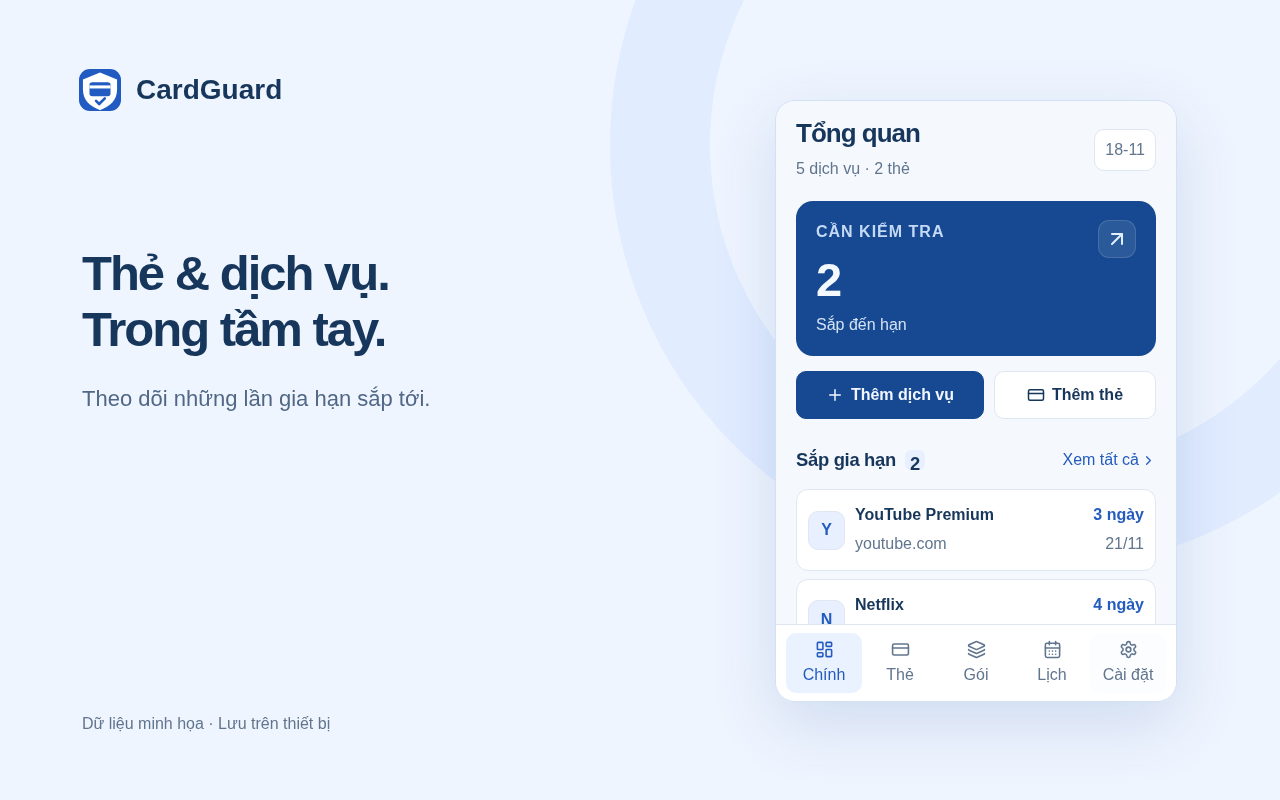 CardGuard
Thẻ & dịch vụ.
Trong tầm tay.
Theo dõi những lần gia hạn sắp tới.
Dữ liệu minh họa · Lưu trên thiết bị
Tổng quan
5 dịch vụ · 2 thẻ
18-11
CẦN KIỂM TRA
2
Sắp đến hạn
Thêm dịch vụ
Thêm thẻ
Sắp gia hạn 2
Xem tất cả
Y
YouTube Premium
3 ngày
youtube.com
21/11
N
Netflix
4 ngày
Chính
Thẻ
Gói
Lịch
Cài đặt